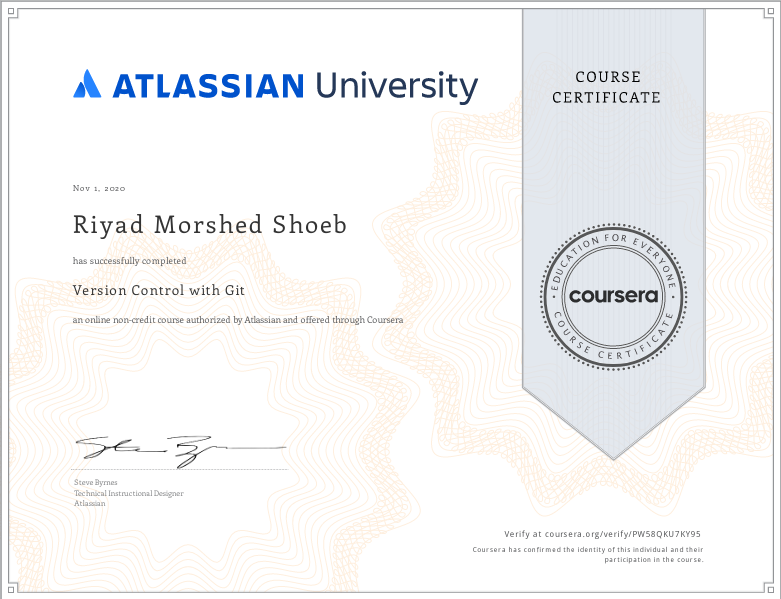 ATLASSIAN University
COURSE
CERTIFICATE
Nov 1, 2020
Riyad Morshed Shoeb
has successfully completed
Version Control with Git
an online non-credit course authorized by Atlassian and offered through Coursera
EDUCATION FOR EVERYONE
coursera
COURSE CERTIFICATE
Steve Byrnes
Technical Instructional Designer
Atlassian
Verify at coursera.org/verify/PW58QKU7KY95
Coursera has confirmed the identity of this individual and their
participation in the course.